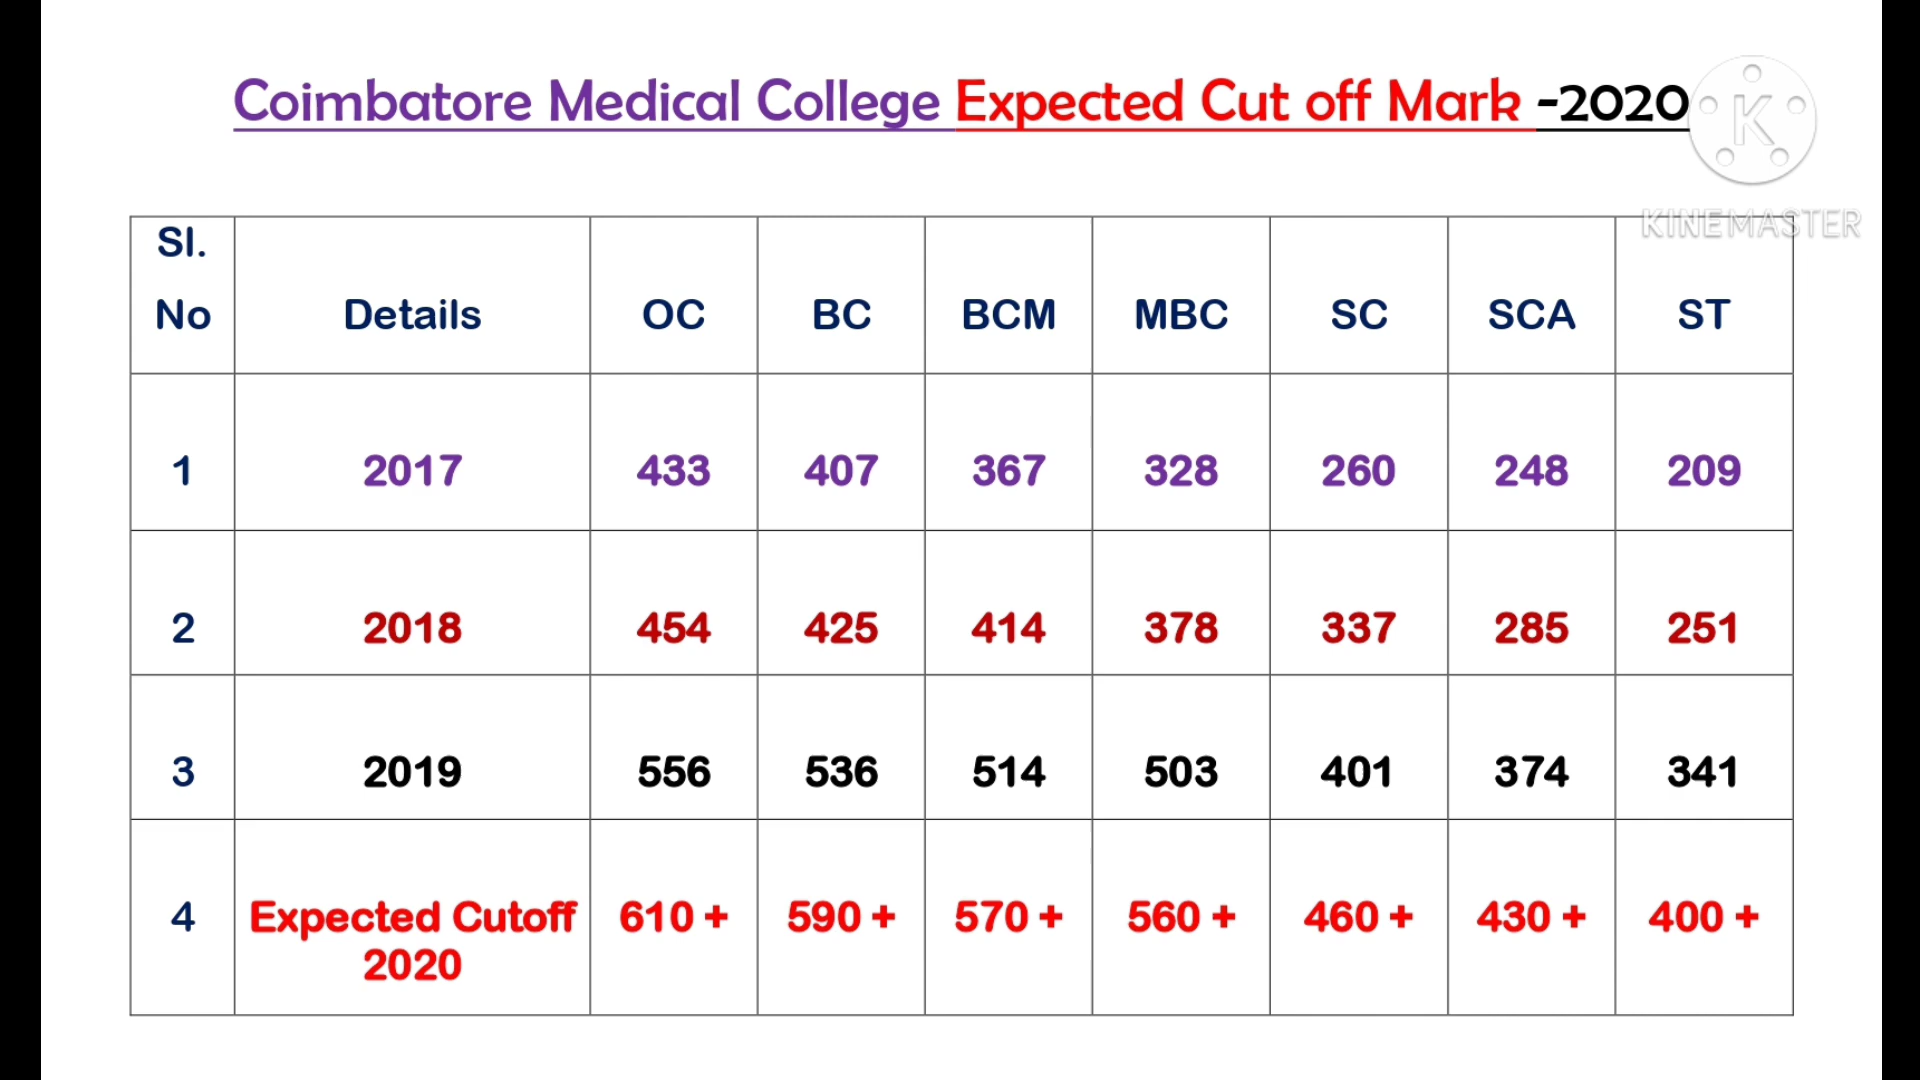 Coimbatore Medical College Expected Cut off Mark -2020
K
KINEMASTER
Sl. No Details OC BC BCM MBC SC SCA ST
1 2017 433 407 367 328 260 248 209
2 2018 454 425 414 378 337 285 251
3 2019 556 536 514 503 401 374 341
4 Expected Cutoff 610 + 590 + 570 + 560 + 460 + 430 + 400 +
2020